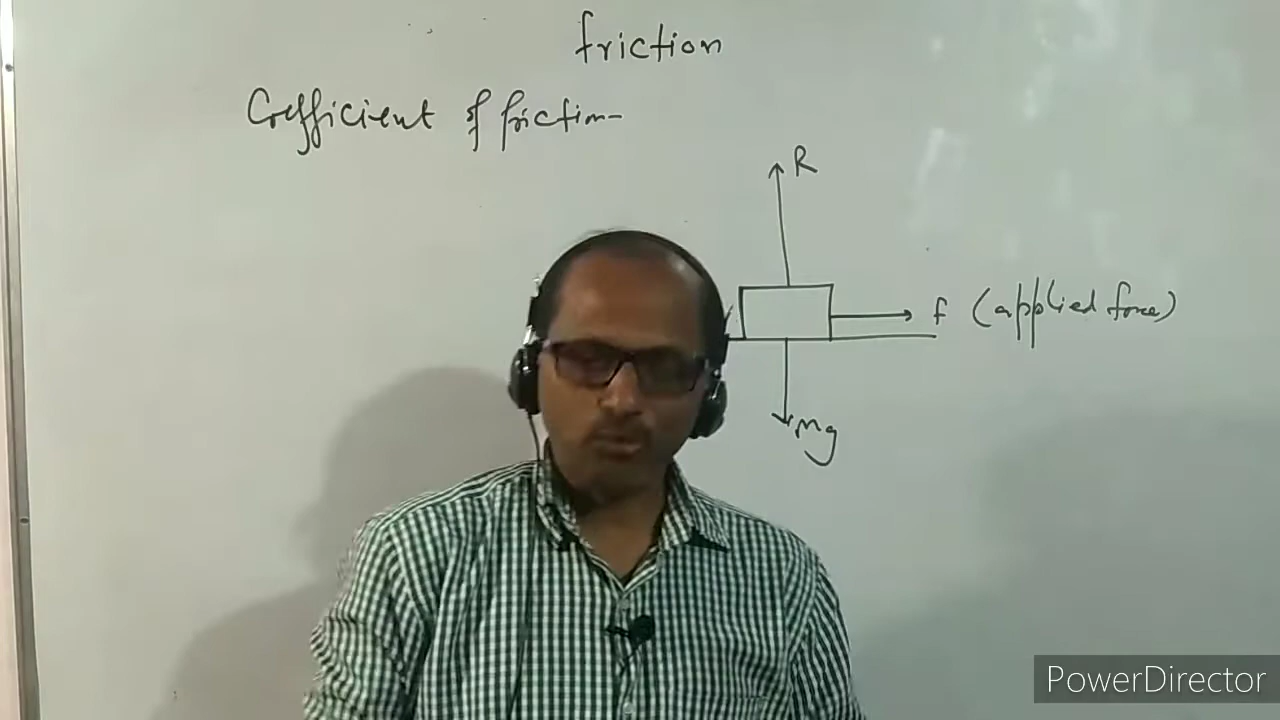 friction
Coefficient of friction-
R
f (applied force)
mg
PowerDirector